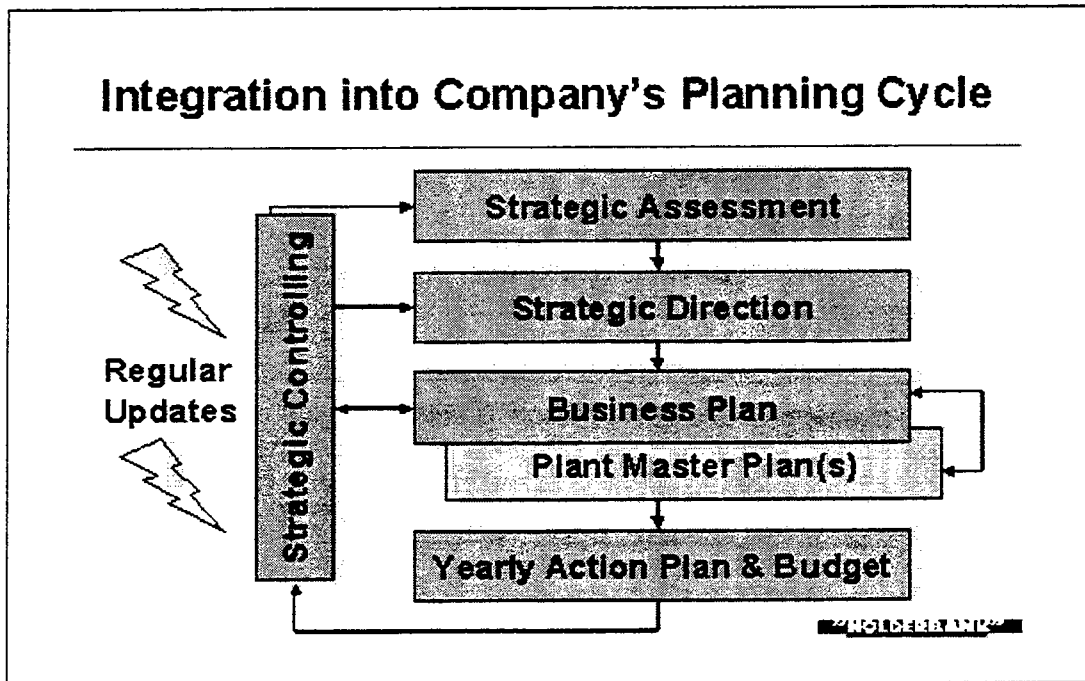 Integration into Company's Planning Cycle
Strategic Assessment
Strategic Controlling
Strategic Direction
Regular
Updates
Business Plan
Plant Master Plan(s)
Yearly Action Plan & Budget
"HOLDERBANK"